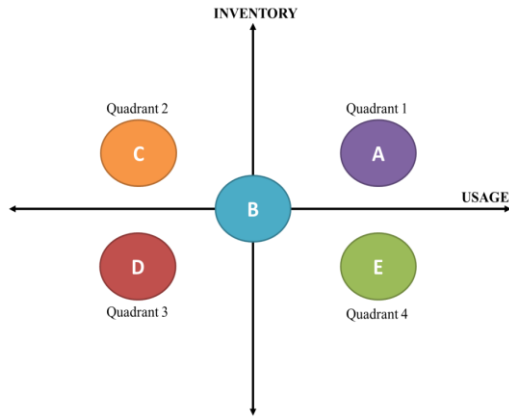 INVENTORY
Quadrant 2
Quadrant 1
C
A
USAGE
B
D
E
Quadrant 3
Quadrant 4